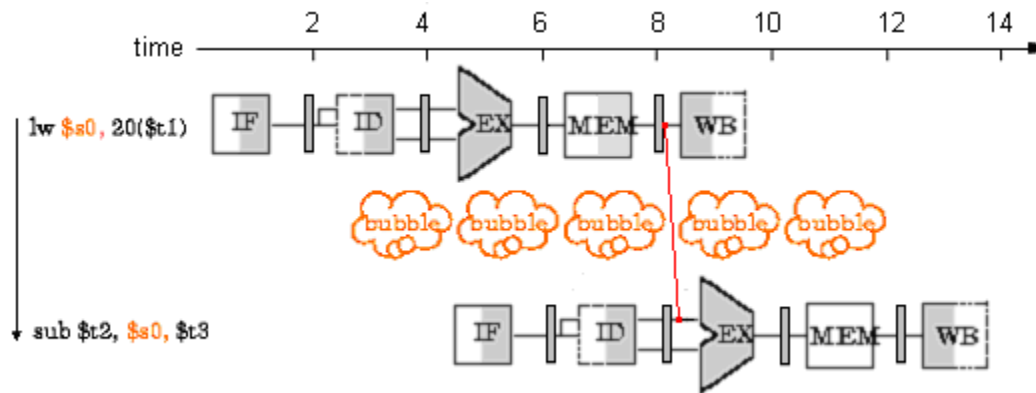 2 4 6 8 10 12 14
time
lw $s0, 20($t1) IF ID EX MEM WB
bubble bubble bubble bubble bubble
sub $t2, $s0, $t3 IF ID EX MEM WB